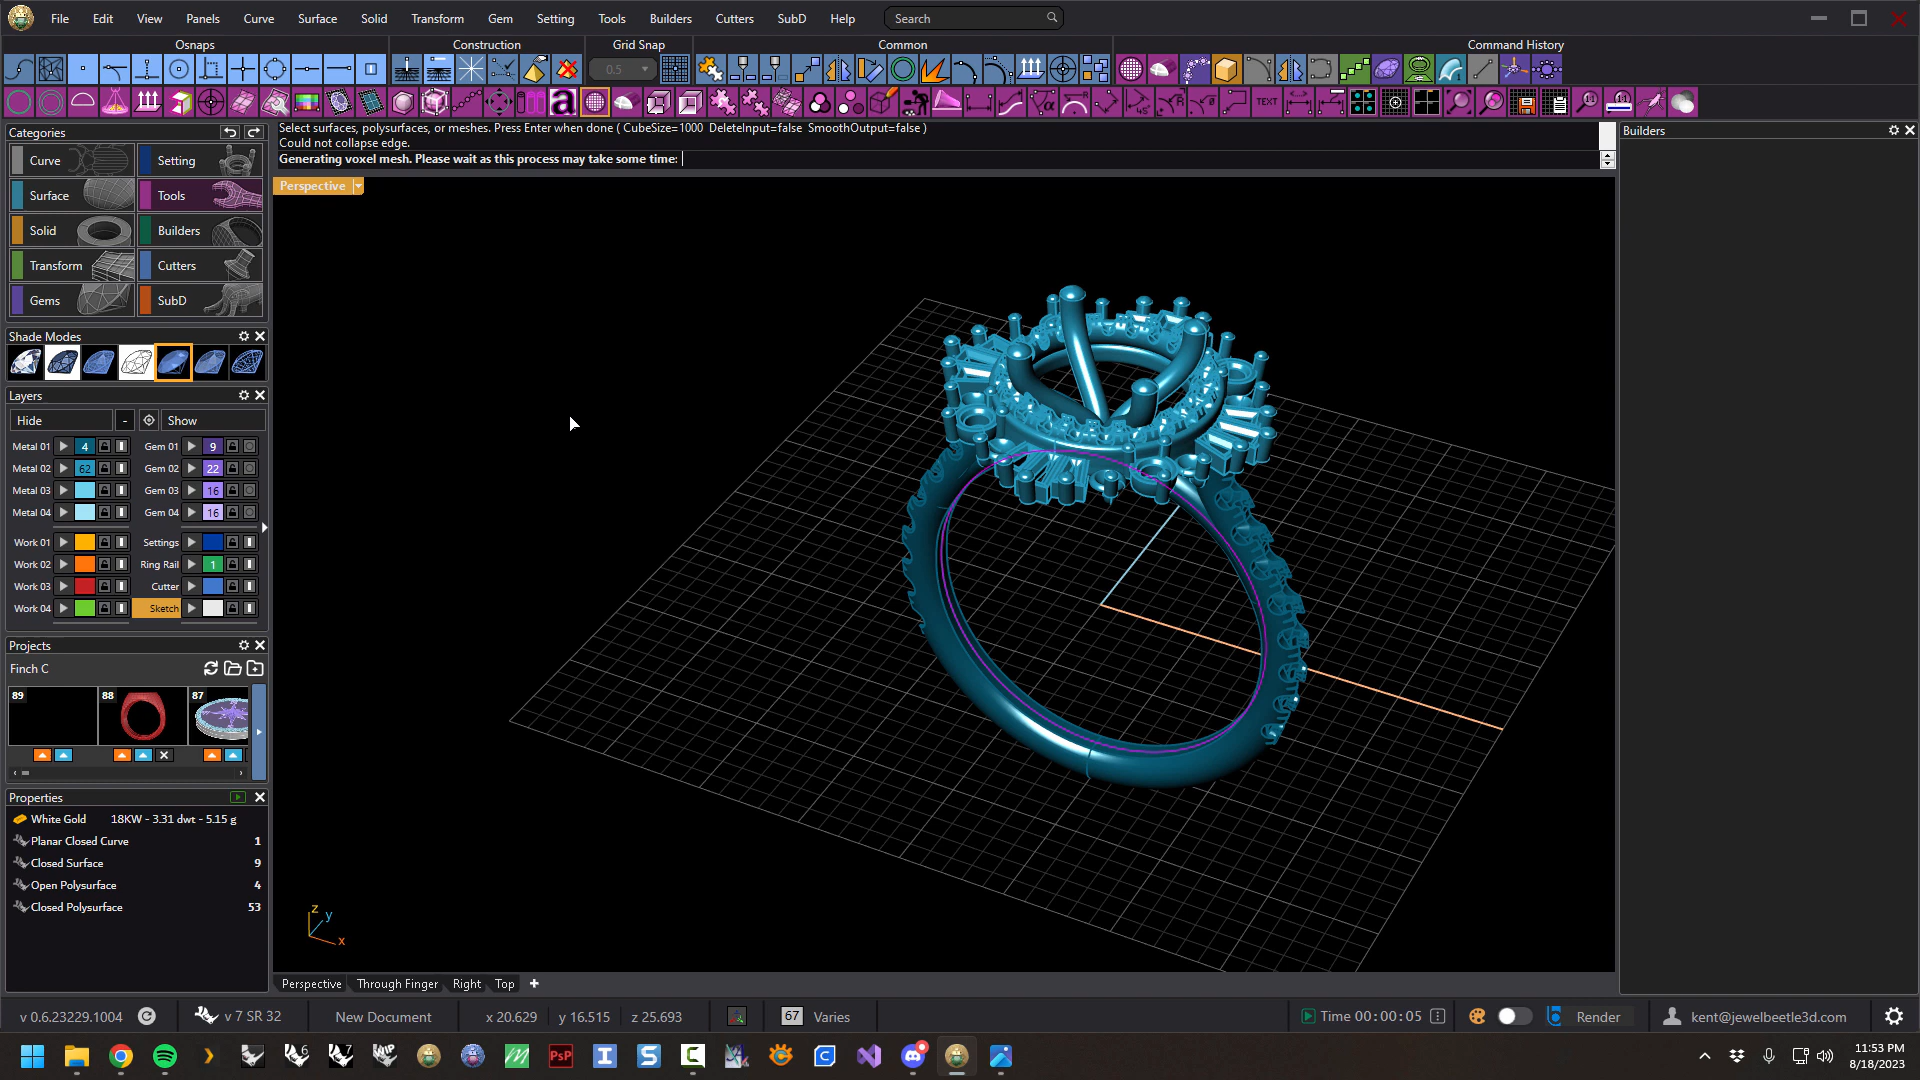 File Edit View Panels Curve Surface Solid Transform Gem Setting Tools Builders Cutters SubD Help Search
Osnaps Construction Grid Snap Common Command History
0.5
a TEXT
Categories
Curve Setting
Surface Tools
Solid Builders
Transform Cutters
Gems SubD
Select surfaces, polysurfaces, or meshes. Press Enter when done ( CubeSize=1000 DeleteInput=false SmoothOutput=false )
Could not collapse edge.
Generating voxel mesh. Please wait as this process may take some time:
Builders
Perspective
Shade Modes
Layers
Hide - Show
Metal 01 4 Gem 01 9
Metal 02 62 Gem 02 22
Metal 03 Gem 03 16
Metal 04 Gem 04 16
Work 01 Settings
Work 02 Ring Rail 1
Work 03 Cutter
Work 04 Sketch
Projects
Finch C
89 88 87
Properties
White Gold 18KW - 3.31 dwt - 5.15 g
Planar Closed Curve 1
Closed Surface 9
Open Polysurface 4
Closed Polysurface 53
z y x
Perspective Through Finger Right Top +
v 0.6.23229.1004 v 7 SR 32 New Document x 20.629 y 16.515 z 25.693 67 Varies Time 00:00:05 Render kent@jewelbeetle3d.com
6 7 WIP PsP I S C C
11:53 PM
8/18/2023